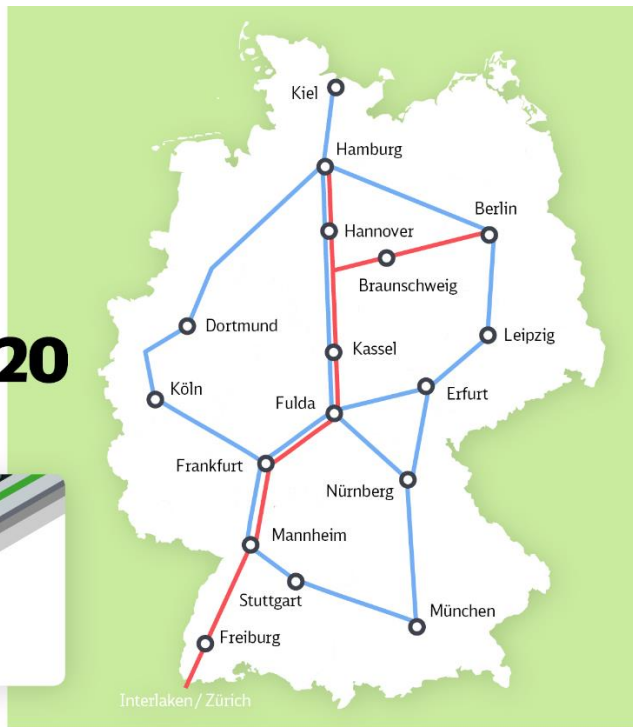 Kiel
Hamburg
Berlin
Hannover
Braunschweig
20
Dortmund
Leipzig
Kassel
Köln
Erfurt
Fulda
Frankfurt
Nürnberg
Mannheim
Stuttgart
München
Freiburg
Interlaken / Zürich